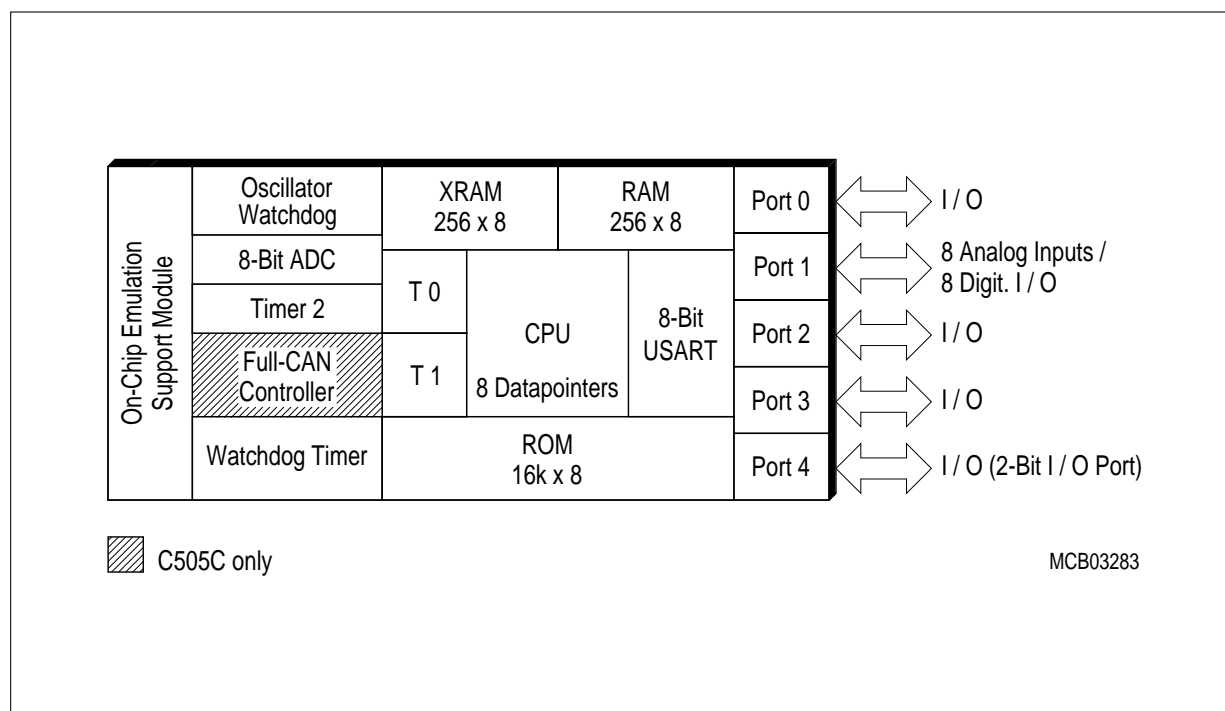 On-Chip Emulation
Support Module
Oscillator
Watchdog
8-Bit ADC
Timer 2
Full-CAN
Controller
Watchdog Timer
XRAM
256 x 8
RAM
256 x 8
T 0
T 1
CPU
8 Datapointers
8-Bit
USART
ROM
16k x 8
Port 0
I / O
Port 1
8 Analog Inputs /
8 Digit. I / O
Port 2
I / O
Port 3
I / O
Port 4
I / O (2-Bit I / O Port)
C505C only
MCB03283